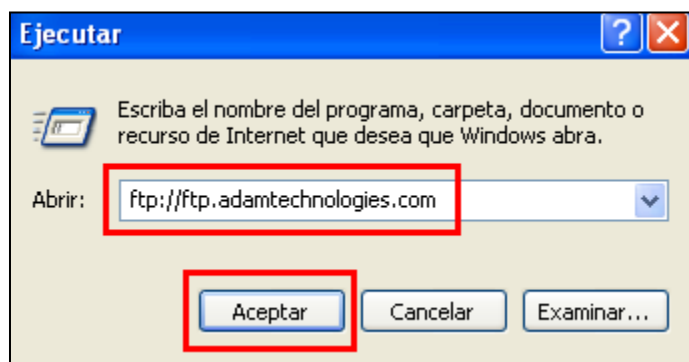 Ejecutar
Escriba el nombre del programa, carpeta, documento o
recurso de Internet que desea que Windows abra.
Abrir: ftp://ftp.adamtechnologies.com
Aceptar Cancelar Examinar...